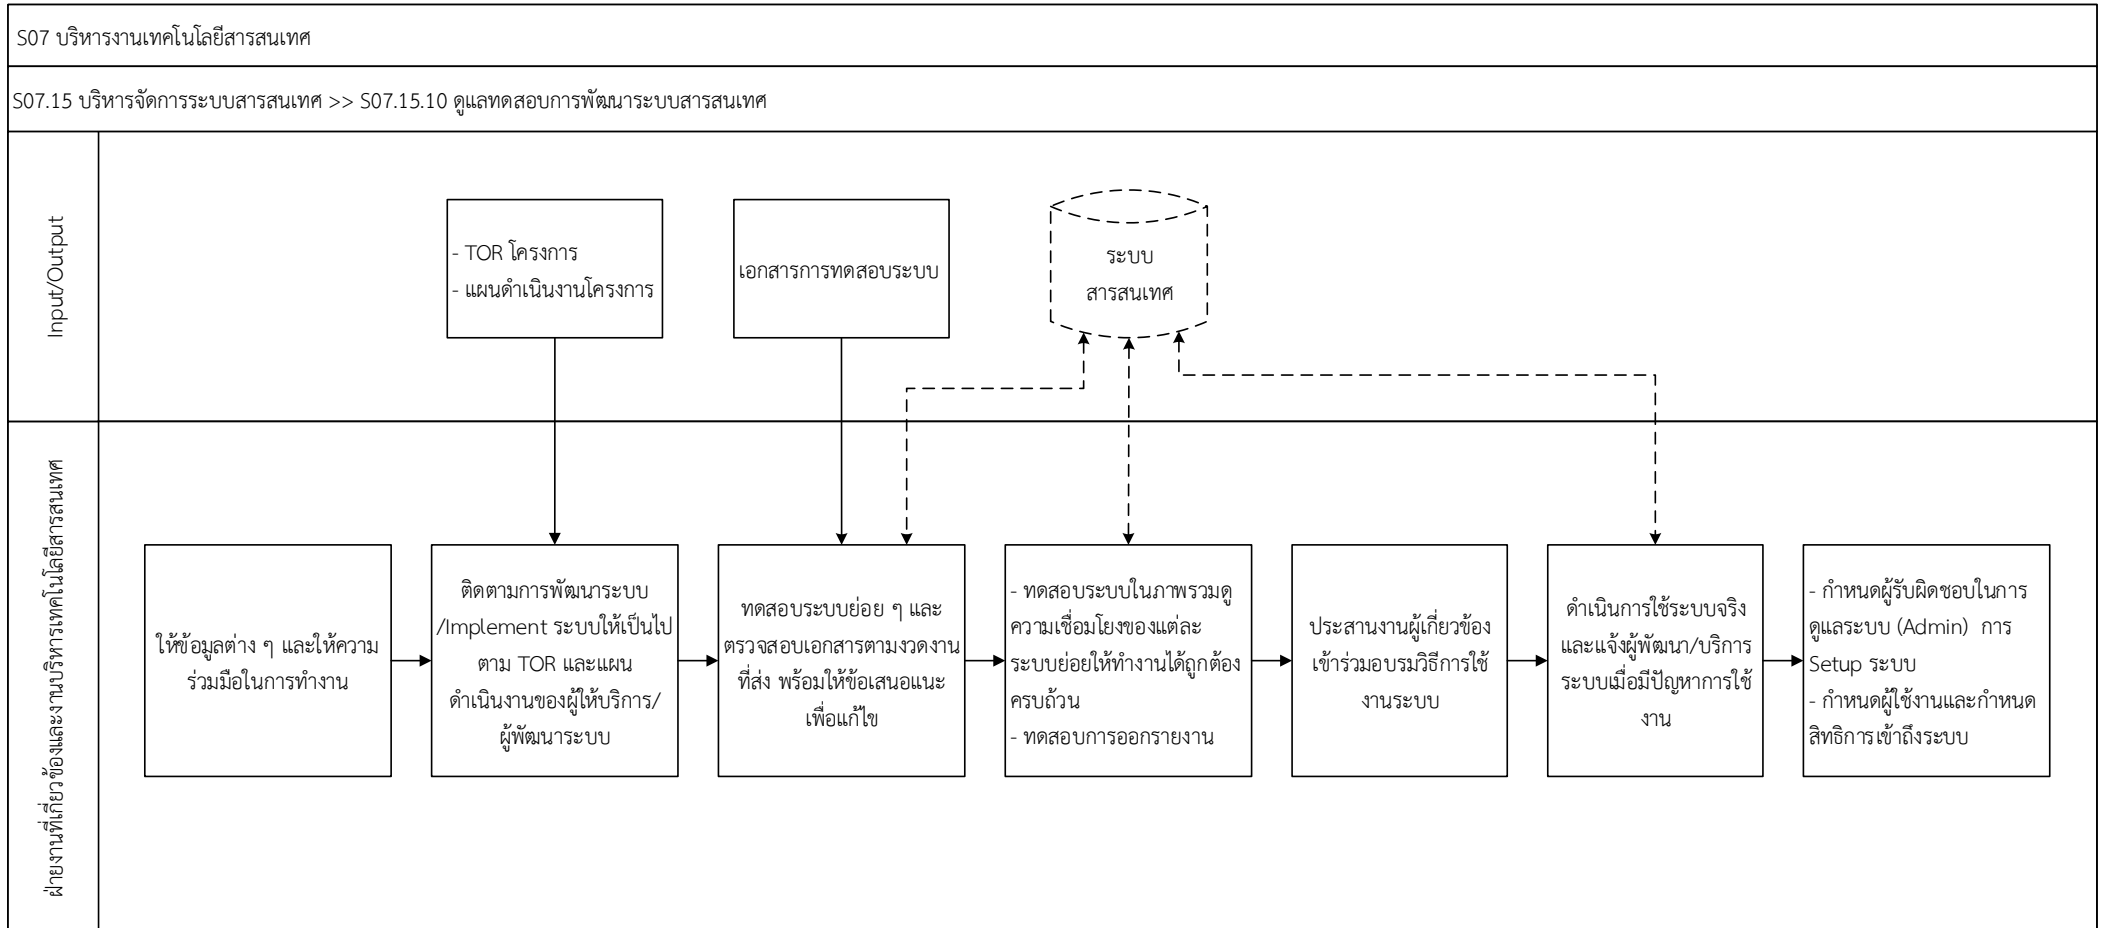 S07 บริหารงานเทคโนโลยีสารสนเทศ
S07.15 บริหารจัดการระบบสารสนเทศ >> S07.15.10 ดูแลทดสอบการพัฒนาระบบสารสนเทศ
Input/Output
- TOR โครงการ
- แผนดำเนินงานโครงการ
เอกสารการทดสอบระบบ
ระบบ
สารสนเทศ
ฝ่ายงานที่เกี่ยวข้องและงานบริหารเทคโนโลยีสารสนเทศ
ให้ข้อมูลต่าง ๆ และให้ความ
ร่วมมือในการทำงาน
ติดตามการพัฒนาระบบ
/Implement ระบบให้เป็นไป
ตาม TOR และแผน
ดำเนินงานของผู้ให้บริการ/
ผู้พัฒนาระบบ
ทดสอบระบบย่อย ๆ และ
ตรวจสอบเอกสารตามงวดงาน
ที่ส่ง พร้อมให้ข้อเสนอแนะ
เพื่อแก้ไข
- ทดสอบระบบในภาพรวมดู
ความเชื่อมโยงของแต่ละ
ระบบย่อยให้ทำงานได้ถูกต้อง
ครบถ้วน
- ทดสอบการออกรายงาน
ประสานงานผู้เกี่ยวข้อง
เข้าร่วมอบรมวิธีการใช้
งานระบบ
ดำเนินการใช้ระบบจริง
และแจ้งผู้พัฒนา/บริการ
ระบบเมื่อมีปัญหาการใช้
งาน
- กำหนดผู้รับผิดชอบในการ
ดูแลระบบ (Admin) การ
Setup ระบบ
- กำหนดผู้ใช้งานและกำหนด
สิทธิการเข้าถึงระบบ